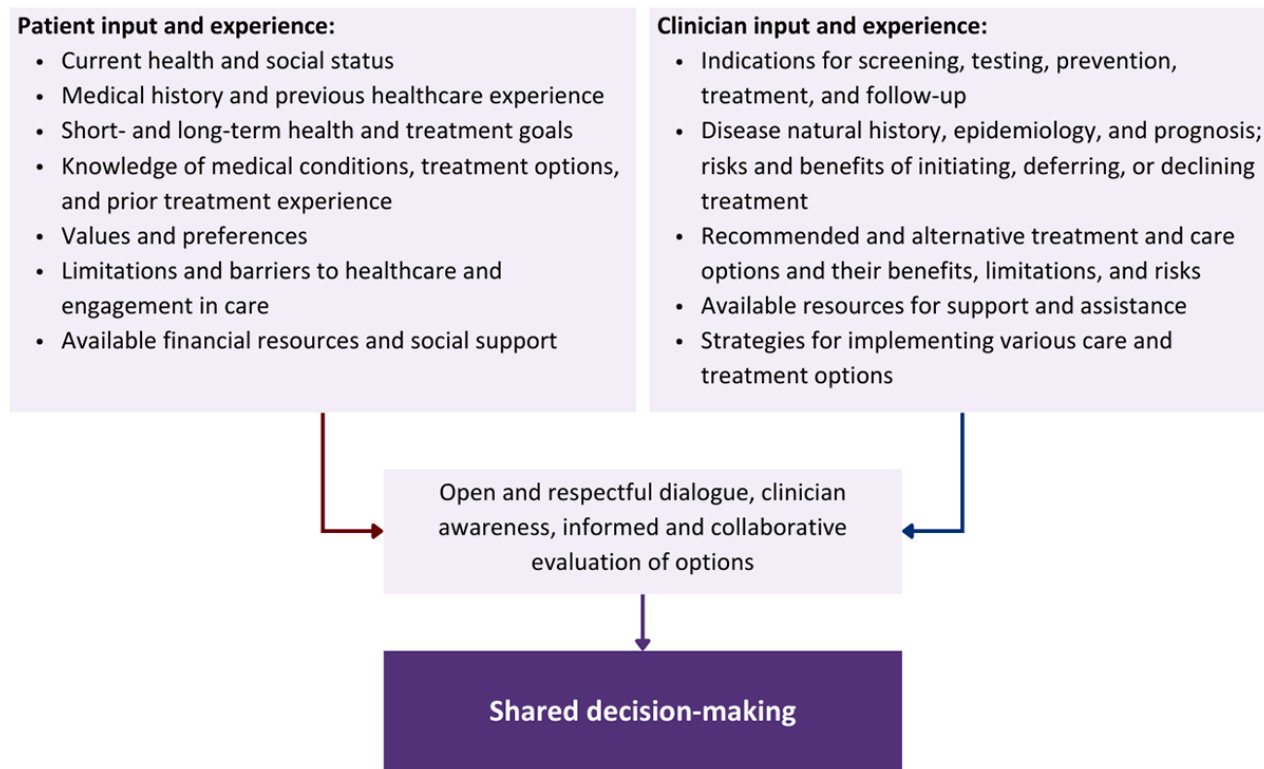 Patient input and experience:
• Current health and social status
• Medical history and previous healthcare experience
• Short- and long-term health and treatment goals
• Knowledge of medical conditions, treatment options,
and prior treatment experience
• Values and preferences
• Limitations and barriers to healthcare and
engagement in care
• Available financial resources and social support
Clinician input and experience:
• Indications for screening, testing, prevention,
treatment, and follow-up
• Disease natural history, epidemiology, and prognosis;
risks and benefits of initiating, deferring, or declining
treatment
• Recommended and alternative treatment and care
options and their benefits, limitations, and risks
• Available resources for support and assistance
• Strategies for implementing various care and
treatment options
Open and respectful dialogue, clinician
awareness, informed and collaborative
evaluation of options
Shared decision-making